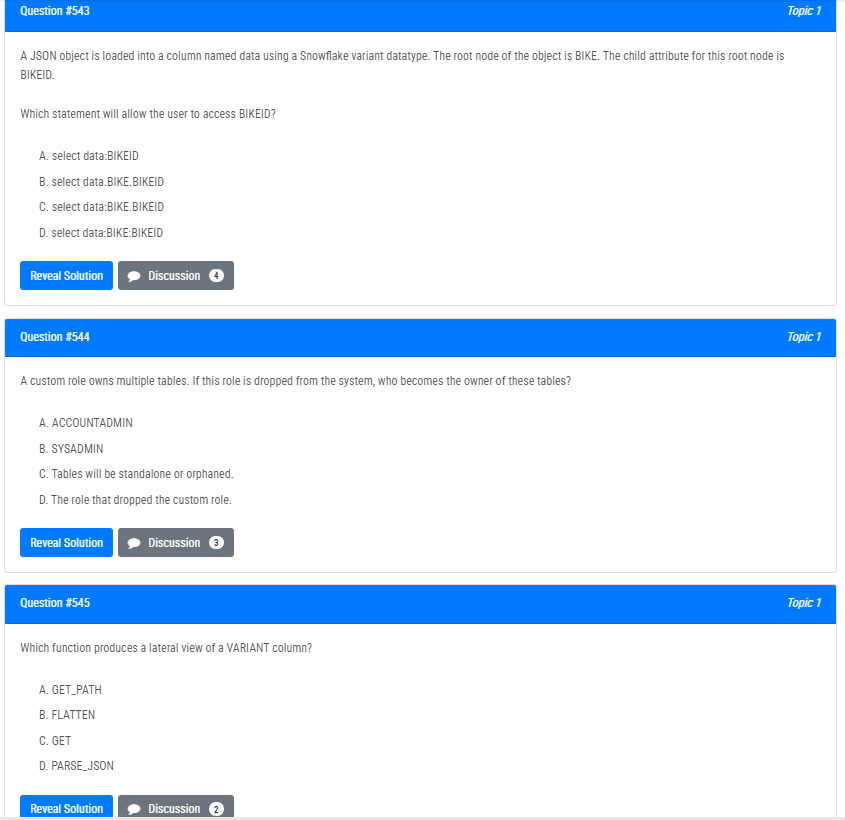 Question #543 Topic 1
A JSON object is loaded into a column named data using a Snowflake variant datatype. The root node of the object is BIKE. The child attribute for this root node is
BIKEID.
Which statement will allow the user to access BIKEID?
A. select data:BIKEID
B. select data.BIKE.BIKEID
C. select data:BIKE.BIKEID
D. select data:BIKE:BIKEID
Reveal Solution Discussion 4
Question #544 Topic 1
A custom role owns multiple tables. If this role is dropped from the system, who becomes the owner of these tables?
A. ACCOUNTADMIN
B. SYSADMIN
C. Tables will be standalone or orphaned.
D. The role that dropped the custom role.
Reveal Solution Discussion 3
Question #545 Topic 1
Which function produces a lateral view of a VARIANT column?
A. GET_PATH
B. FLATTEN
C. GET
D. PARSE_JSON
Reveal Solution Discussion 2